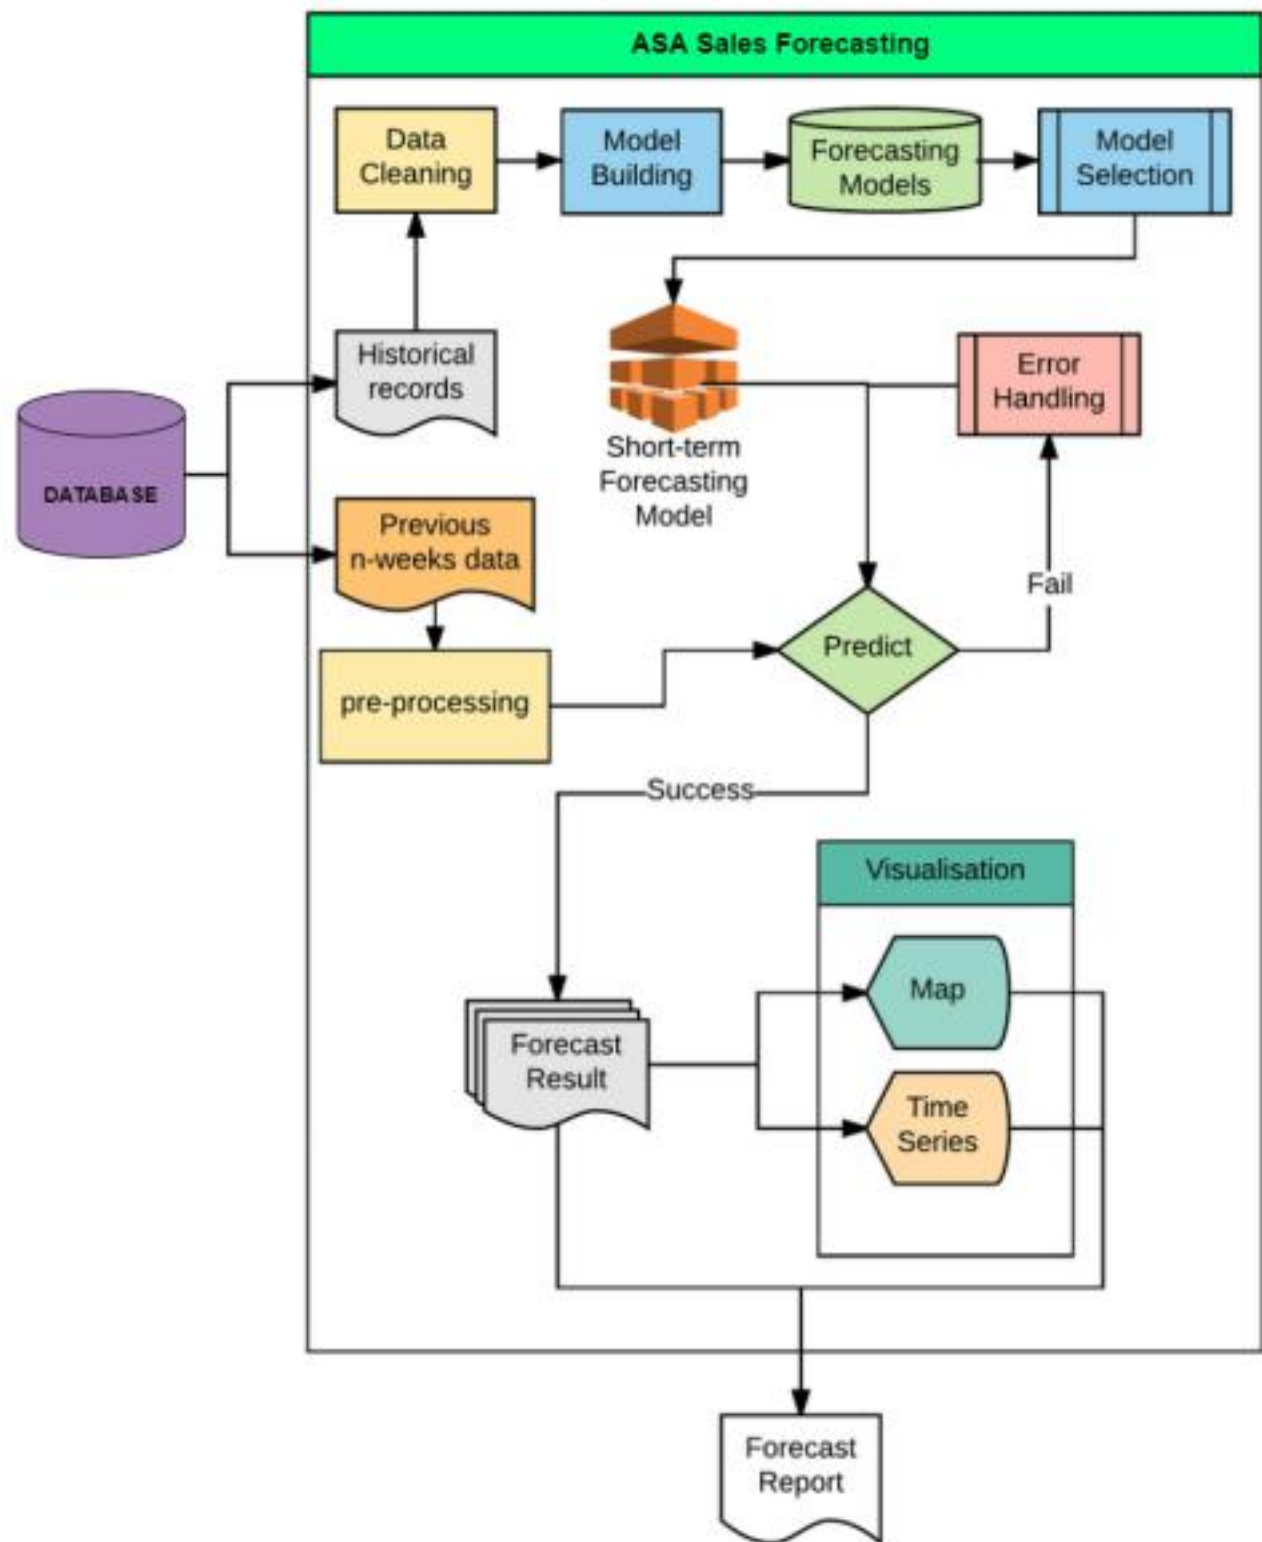 ASA Sales Forecasting
Data
Cleaning
Model
Building
Forecasting
Models
Model
Selection
Historical
records
Error
Handling
DATABASE
Short-term
Forecasting
Model
Previous
n-weeks data
Fail
Predict
pre-processing
Success
Visualisation
Map
Forecast
Result
Time
Series
Forecast
Report